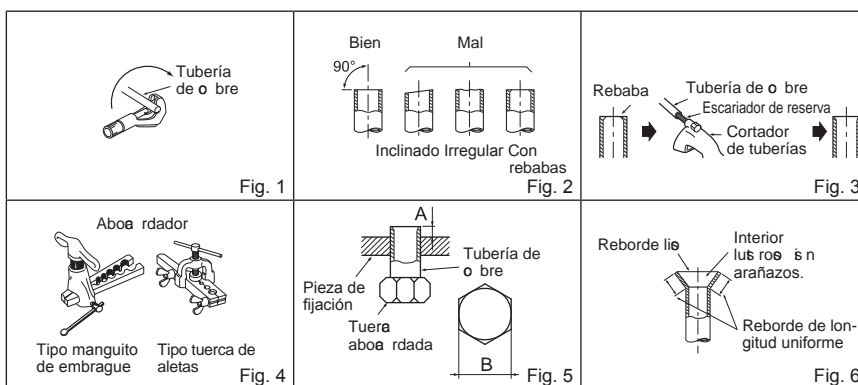 Tubería
de o bre
Fig. 1
Bien
Mal
90°
Inclinado Irregular Con
rebabas
Fig. 2
Rebaba
Tubería de o bre
Escariador de reserva
Cortador
de tuberías
Fig. 3
Aboa rdador
Tipo manguito
de embrague
Tipo tuerca de
aletas
Fig. 4
A
Tubería de
o bre
Pieza de
fijación
Tuera
aboa rdada
B
Fig. 5
Reborde lis
Interior
lus roso s in
arañazos.
Reborde de lon-
gitud uniforme
Fig. 6